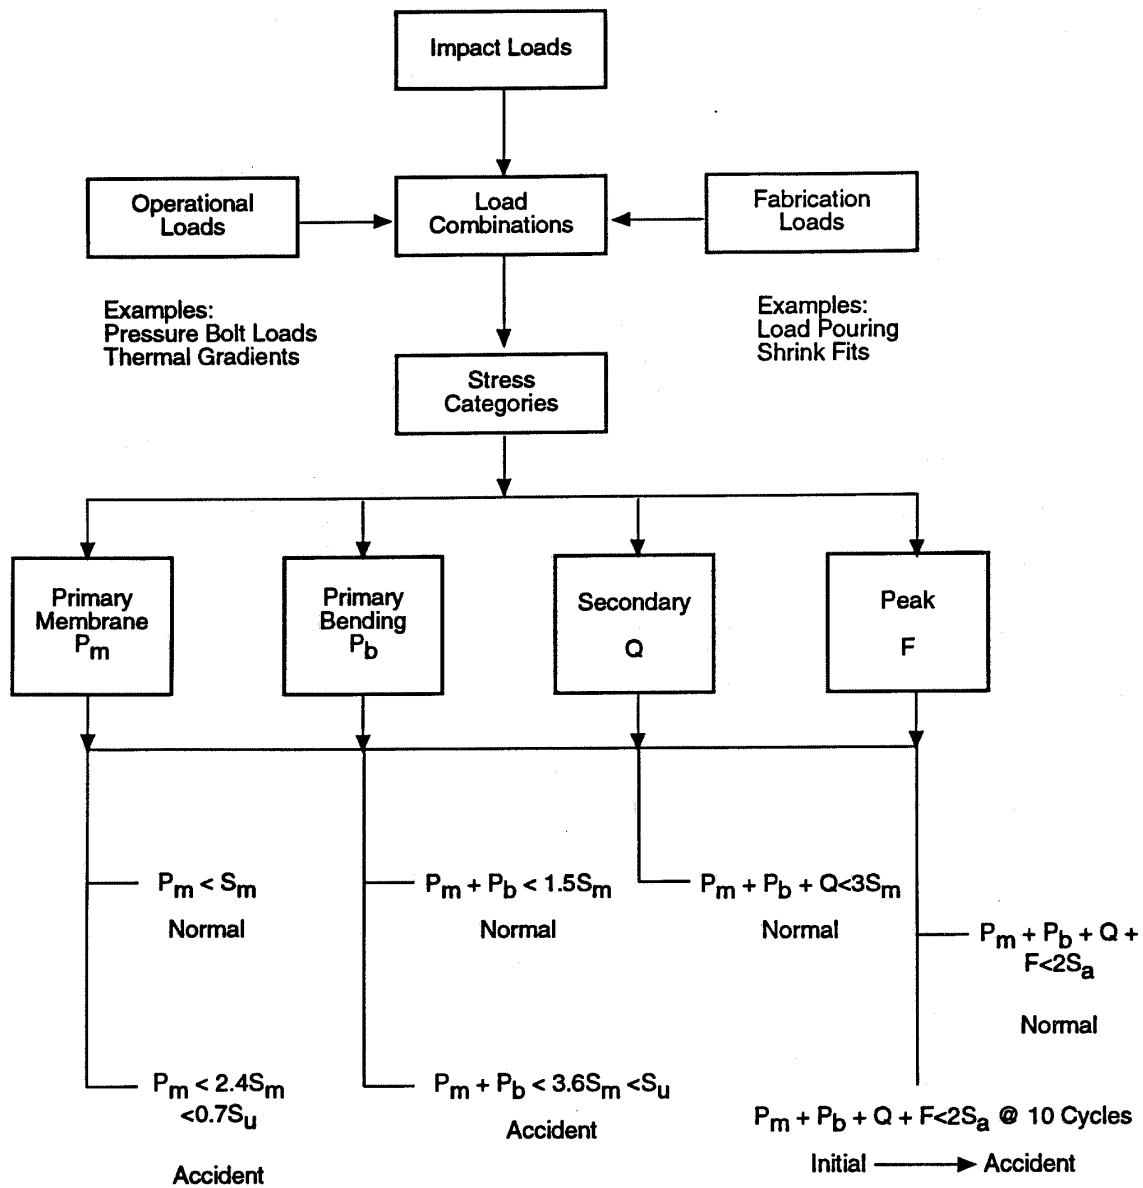 Impact Loads
Operational
Loads
Load
Combinations
Fabrication
Loads
Examples:
Pressure Bolt Loads
Thermal Gradients
Examples:
Load Pouring
Shrink Fits
Stress
Categories
Primary
Membrane
Pm
Primary
Bending
Pb
Secondary
Q
Peak
F
Pm < Sm
Normal
Pm + Pb < 1.5Sm
Normal
Pm + Pb + Q<3Sm
Normal
Pm + Pb + Q +
F<2Sa
Normal
Pm < 2.4Sm
<0.7Su
Accident
Pm + Pb < 3.6Sm <Su
Accident
Pm + Pb + Q + F<2Sa @ 10 Cycles
Initial → Accident